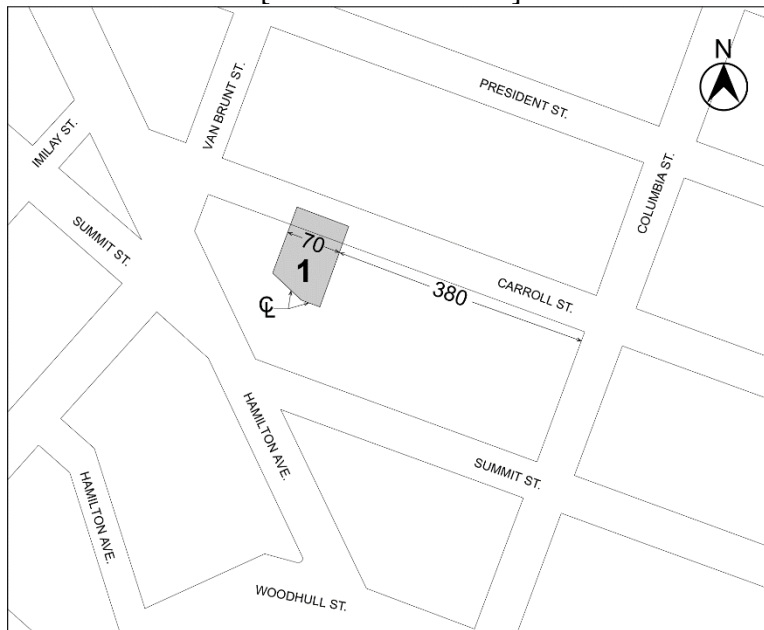 N
PRESIDENT ST.
VAN BRUNT ST.
IMILAY ST.
COLUMBIA ST.
SUMMIT ST.
70
1
CARROLL ST.
380
℄
HAMILTON AVE.
SUMMIT ST.
HAMILTON AVE.
WOODHULL ST.